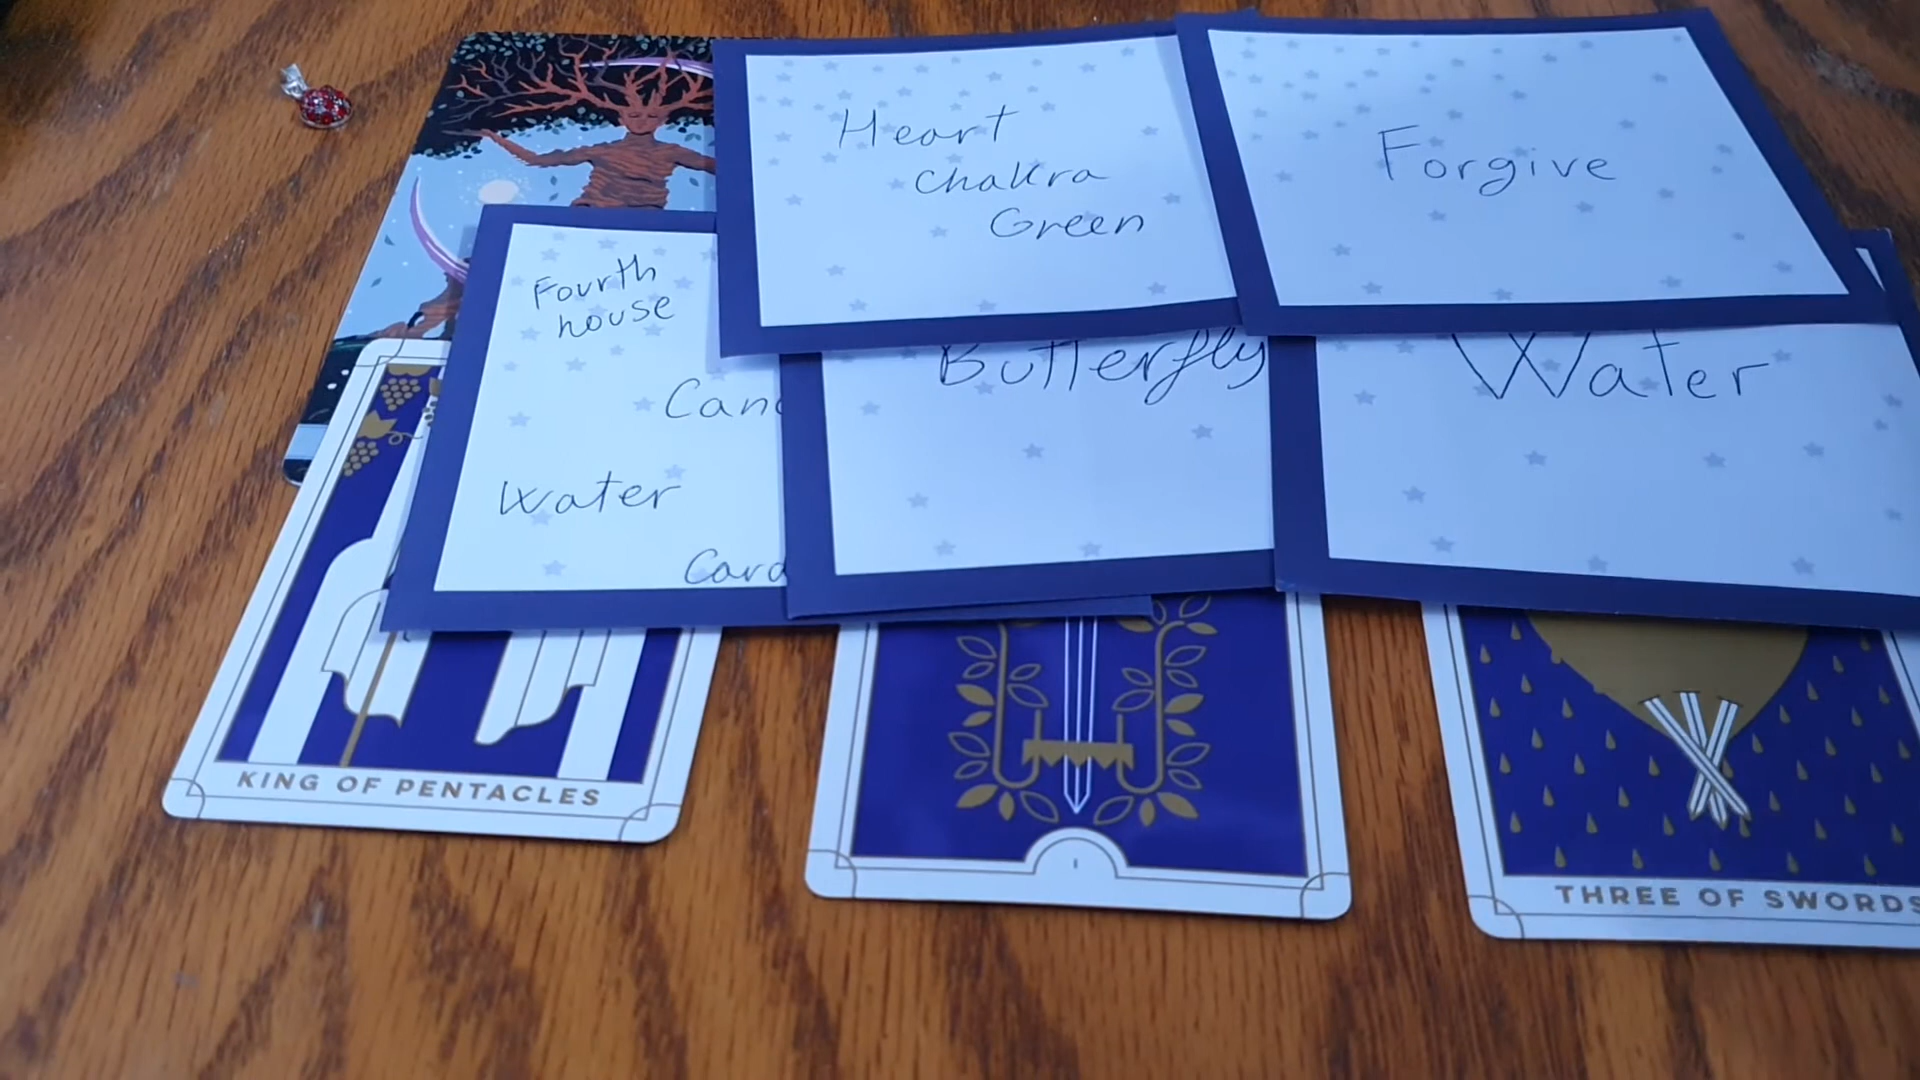 Heart
Chakra
Green
Forgive
Fourth
house
Water
Butterfly
Water
KING OF PENTACLES
I
THREE OF SWORDS